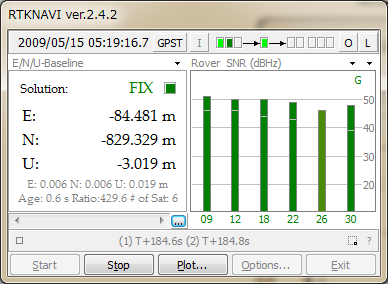 RTKNAVI ver.2.4.2
2009/05/15 05:19:16.7 GPST I O L
E/N/U-Baseline
Rover SNR (dBHz)
Solution: FIX
G
E: -84.481 m
N: -829.329 m
U: -3.019 m
E: 0.006 N: 0.006 U: 0.019 m
Age: 0.6 s Ratio:429.6 # of Sat: 6
50
40
30
20
09 12 18 22 26 30
...
(1) T+184.6s (2) T+184.8s ?
Start Stop Plot... Options... Exit